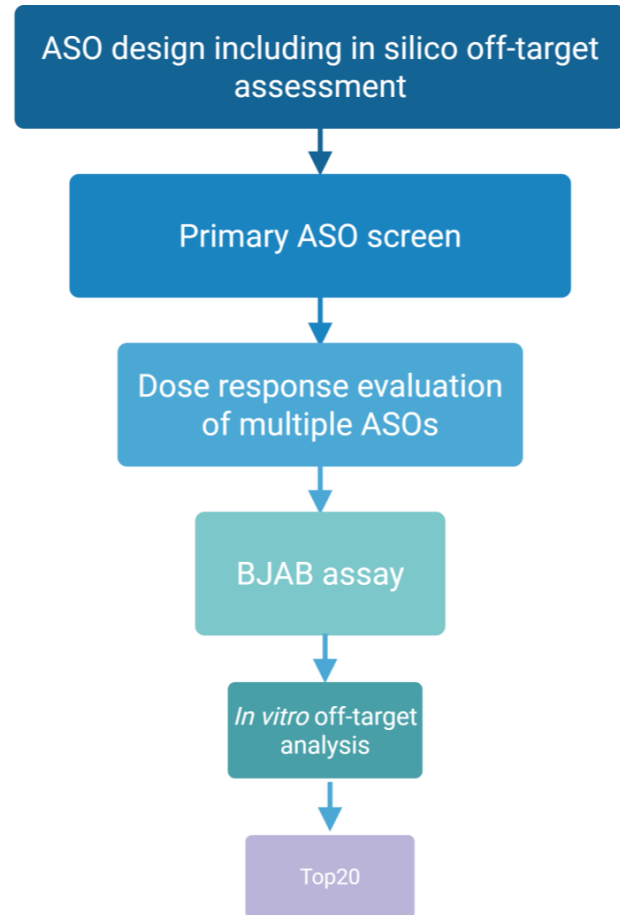 ASO design including in silico off-target
assessment
Primary ASO screen
Dose response evaluation
of multiple ASOs
BJAB assay
In vitro off-target
analysis
Top20